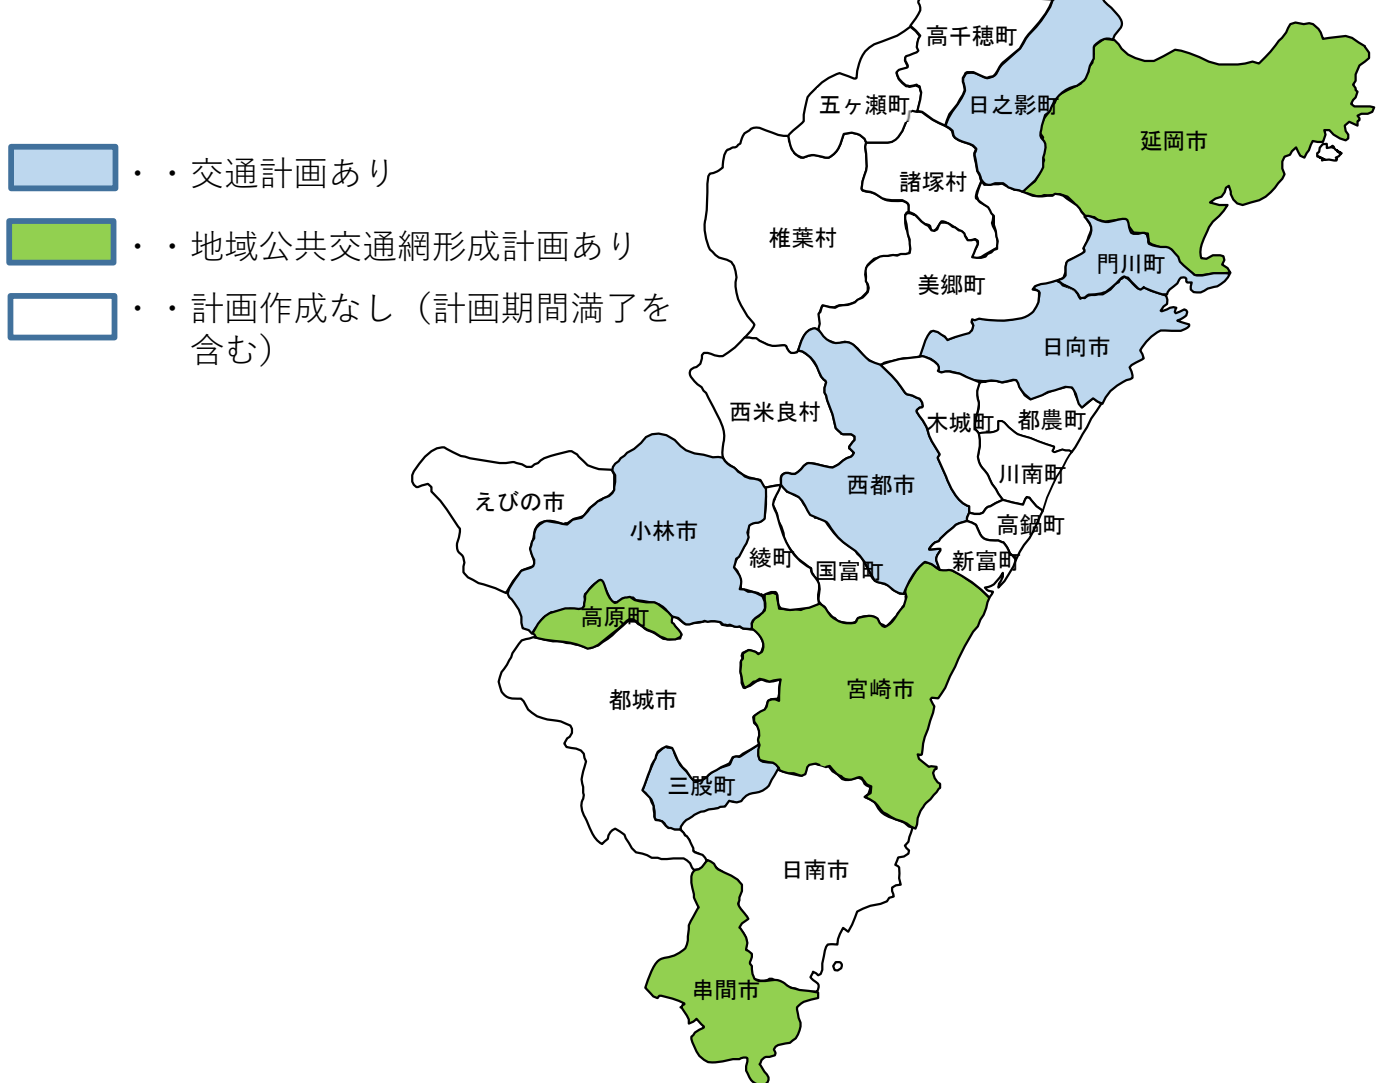 ・・交通計画あり
・・地域公共交通網形成計画あり
・・計画作成なし（計画期間満了を
含む）
高千穂町
五ヶ瀬町
日之影町
延岡市
諸塚村
椎葉村
門川町
美郷町
日向市
西米良村
木城町
都農町
川南町
西都市
えびの市
小林市
高鍋町
綾町
国富町
新富町
高原町
宮崎市
都城市
三股町
日南市
串間市